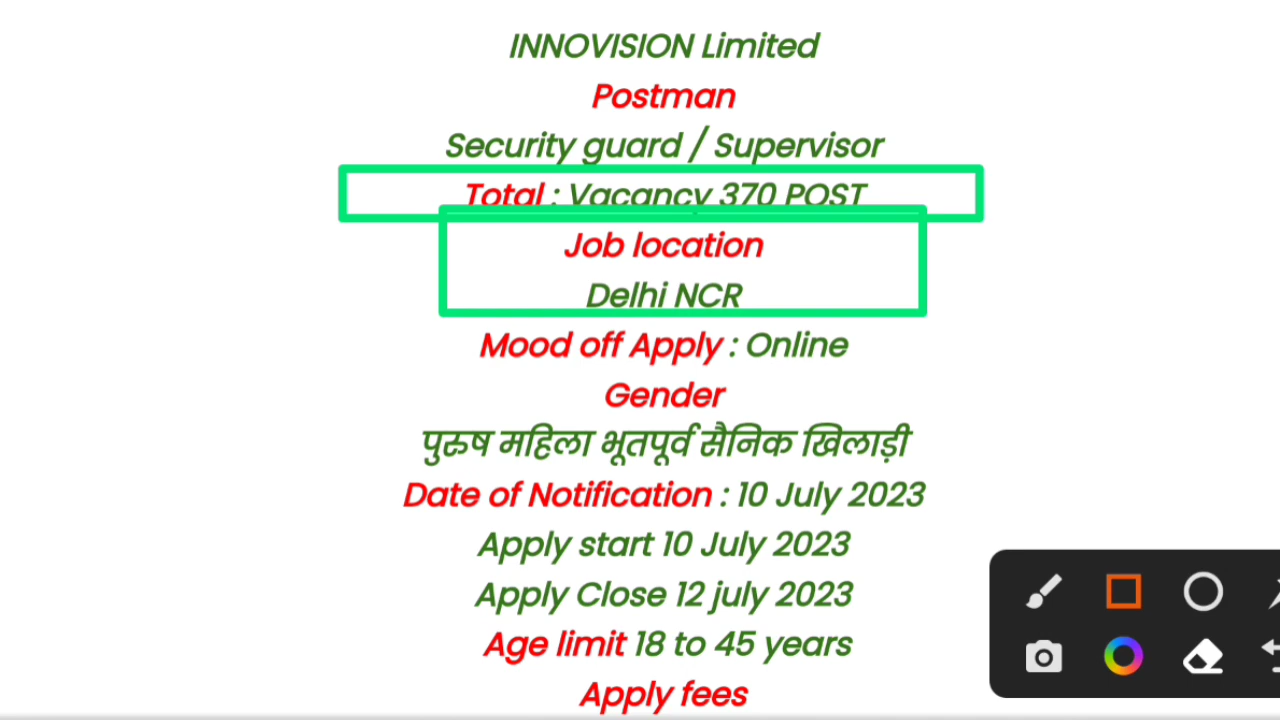 INNOVISION Limited
Postman
Security guard / Supervisor
Total : Vacancy 370 POST
Job location
Delhi NCR
Mood off Apply : Online
Gender
पुरुष महिला भूतपूर्व सैनिक खिलाड़ी
Date of Notification : 10 July 2023
Apply start 10 July 2023
Apply Close 12 july 2023
Age limit 18 to 45 years
Apply fees